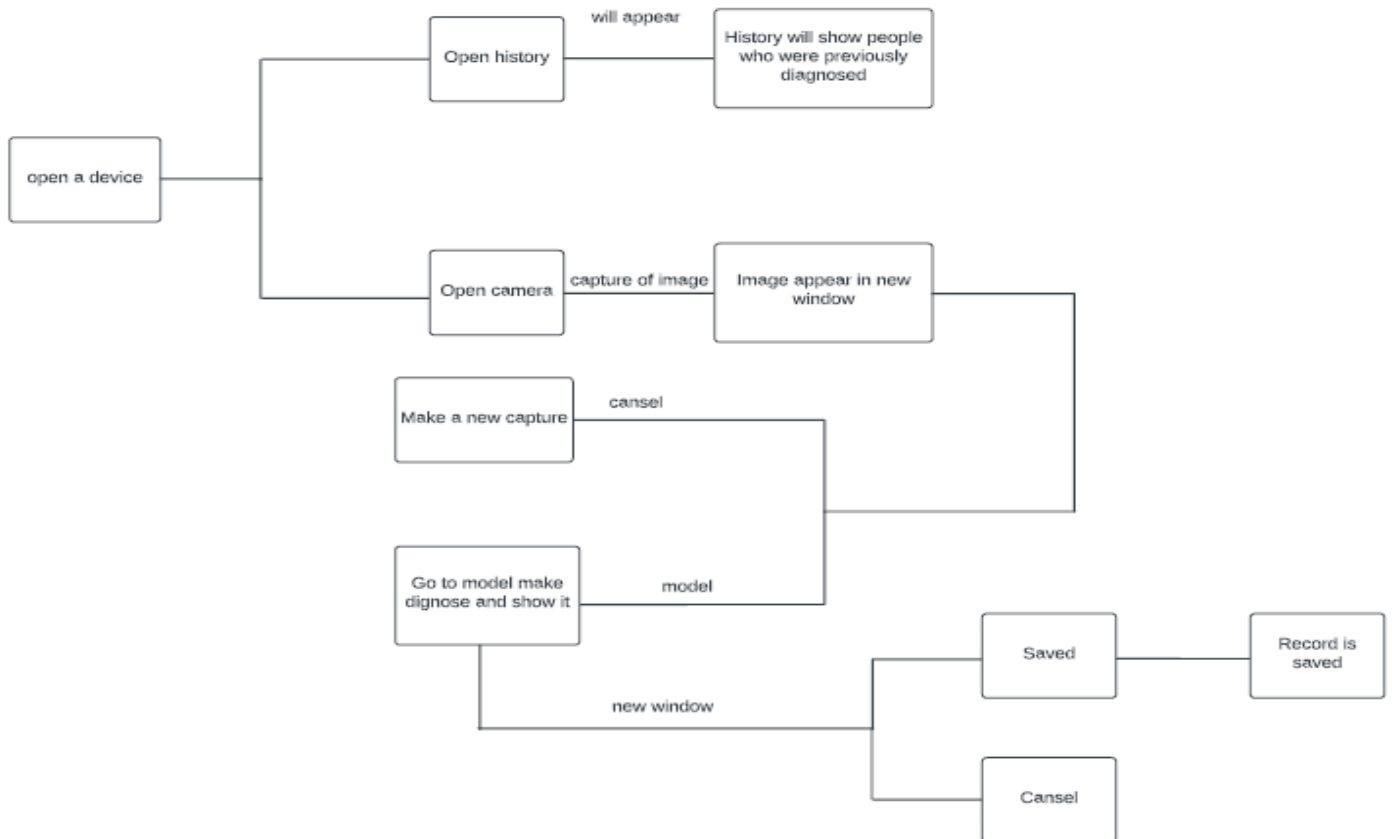 will appear
Open history
History will show people
who were previously
diagnosed
open a device
Open camera
capture of image
Image appear in new
window
Make a new capture
cansel
Go to model make
dignose and show it
model
new window
Saved
Record is
saved
Cansel